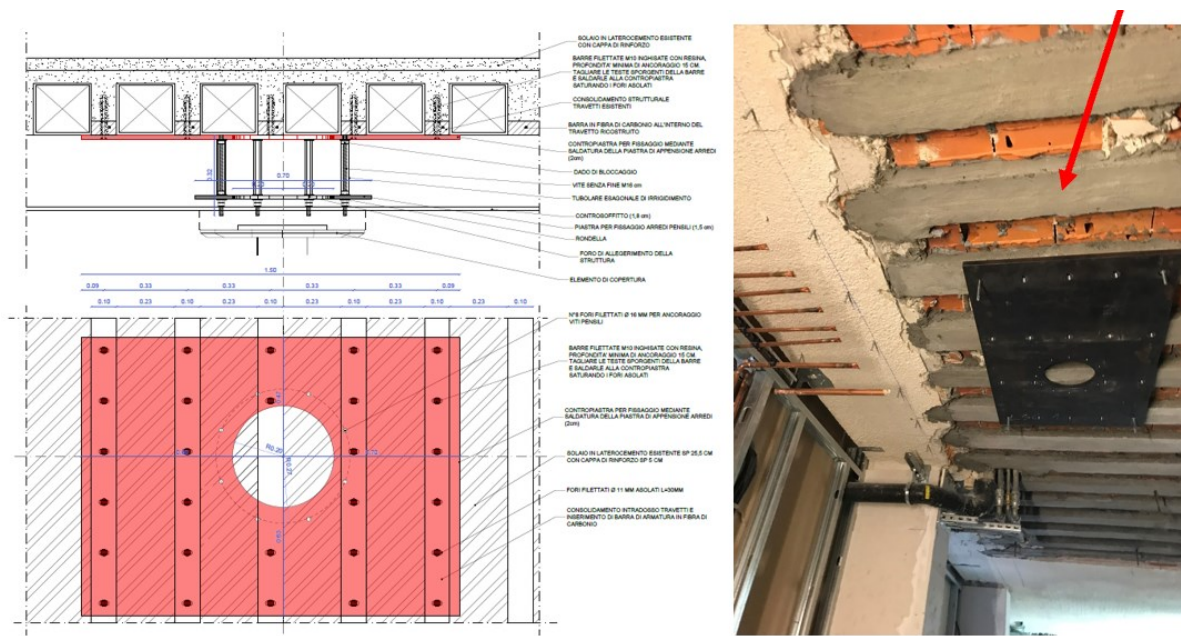 SOLAIO IN LATEROCEMENTO ESISTENTE
CON CAPPA DI RINFORZO
BARRE FILETTATE M10 INGHISATE CON RESINA,
PROFONDITA' MINIMA DI ANCORAGGIO 15 CM.
TAGLIARE LE TESTE SPORGENTI DELLA BARRE
E SALDARLE ALLA CONTROPIASTRA
SATURANDO I FORI ASOLATI
CONSOLIDAMENTO STRUTTURALE
TRAVETTI ESISTENTI
BARRA IN FIBRA DI CARBONIO ALL'INTERNO DEL
TRAVETTO RICOSTRUITO
CONTROPIASTRA PER FISSAGGIO MEDIANTE
SALDATURA DELLA PIASTRA DI APPENSIONE ARREDI
(2cm)
DADO DI BLOCCAGGIO
VITE SENZA FINE M16 cm
TUBOLARE ESAGONALE DI IRRIGIDIMENTO
CONTROSOFFITTO (1,8 cm)
PIASTRA PER FISSAGGIO ARREDI PENSILI (1,5 cm)
RONDELLA
FORO DI ALLEGERIMENTO DELLA
STRUTTURA
ELEMENTO DI COPERTURA
0.32
0.70
1.50
0.09 0.33 0.33 0.33 0.33 0.09
0.10 0.23 0.10 0.23 0.10 0.23 0.10 0.23 0.10 0.23 0.10
N°8 FORI FILETTATI Ø 16 MM PER ANCORAGGIO
VITI PENSILI
BARRE FILETTATE M10 INGHISATE CON RESINA,
PROFONDITA' MINIMA DI ANCORAGGIO 15 CM.
TAGLIARE LE TESTE SPORGENTI DELLA BARRE
E SALDARLE ALLA CONTROPIASTRA
SATURANDO I FORI ASOLATI
CONTROPIASTRA PER FISSAGGIO MEDIANTE
SALDATURA DELLA PIASTRA DI APPENSIONE ARREDI
(2cm)
SOLAIO IN LATEROCEMENTO ESISTENTE SP 25,5 CM
CON CAPPA DI RINFORZO SP 5 CM
FORI FILETTATI Ø 11 MM ASOLATI L=30MM
CONSOLIDAMENTO INTRADOSSO TRAVETTI E
INSERIMENTO DI BARRA DI ARMATURA IN FIBRA DI
CARBONIO
R0.20